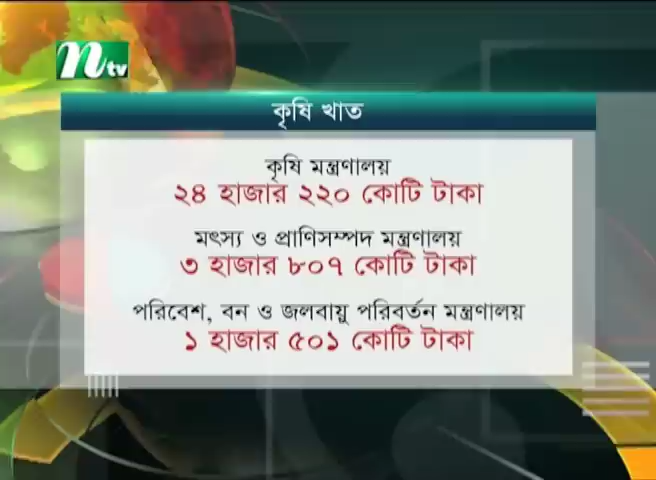 ntv
কৃষি খাত
কৃষি মন্ত্রণালয়
২৪ হাজার ২২০ কোটি টাকা
মৎস্য ও প্রাণিসম্পদ মন্ত্রণালয়
৩ হাজার ৮০৭ কোটি টাকা
পরিবেশ, বন ও জলবায়ু পরিবর্তন মন্ত্রণালয়
১ হাজার ৫০১ কোটি টাকা